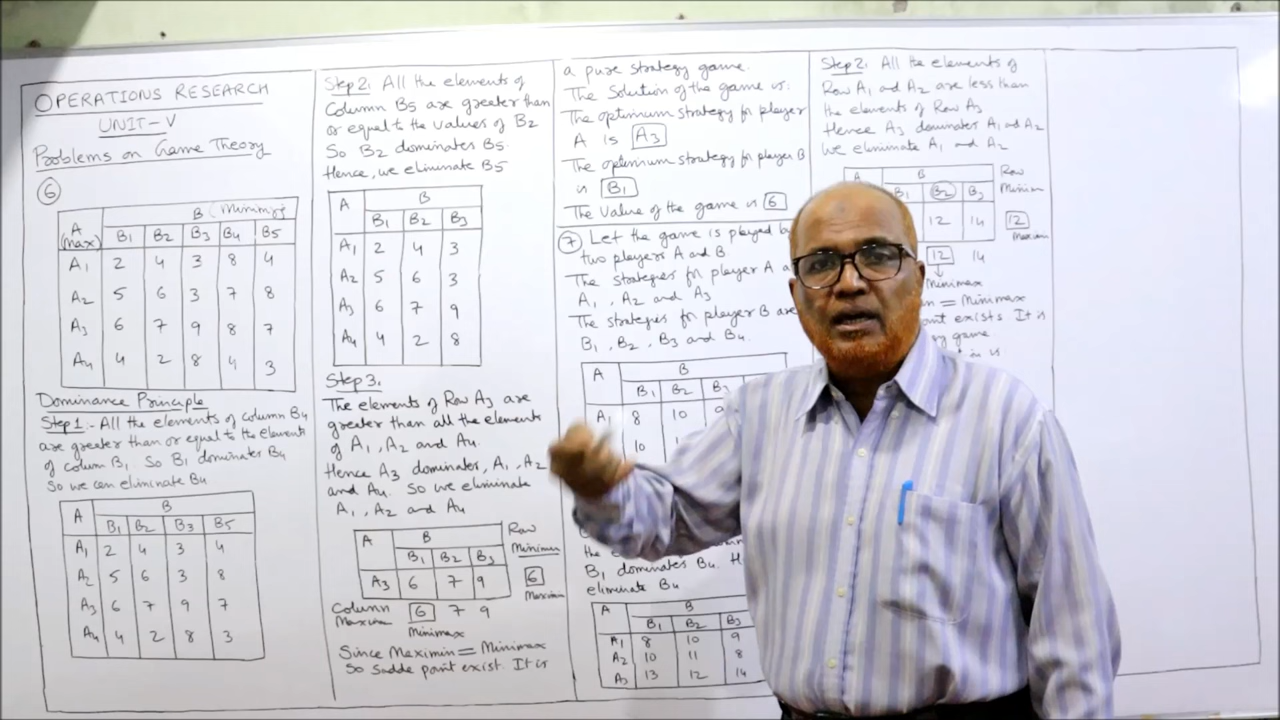 OPERATIONS RESEARCH
UNIT-V
Problems on Game Theory
6
A (max) B (Minimize
B1 B2 B3 B4 B5
A1 2 4 3 8 4
A2 5 6 3 7 8
A3 6 7 9 8 7
A4 4 2 8 4 3
Dominance Principle
Step 1:- All the elements of column B4
are greater than or equal to the elements
of colum B1. So B1 dominates B4
So we can eliminate B4
A B
B1 B2 B3 B5
A1 2 4 3 4
A2 5 6 3 8
A3 6 7 9 7
A4 4 2 8 3
Step 2: All the elements of
Column B5 are greater than
or equal to the values of B2
So B2 dominates B5.
Hence, we eliminate B5
A B
B1 B2 B3
A1 2 4 3
A2 5 6 3
A3 6 7 9
A4 4 2 8
Step 3.
The elements of Row A3 are
greater than all the elements
of A1, A2 and A4.
Hence A3 dominates, A1, A2
and A4. So we eliminate
A1, A2 and A4
A B Row
B1 B2 B3 Minimum
A3 6 7 9 6
Maximin
Column
Maxima 6 7 9
Minimax
Since Maximin = Minimax
So Sadde point exist. It is
a pure strategy game.
The Solution of the game is:
The optimum strategy for player
A is A3
The optimum strategy for player B
is B1
The value of the game is 6
7 Let the game is played b
two players A and B
The strategies for player A a
A1, A2 and A3
The strategies for player B are
B1, B2, B3 and B4.
A B
B1 B2 B3
A1 8 10 9
10
B1 dominates B4. H
eliminate B4
A B
B1 B2 B3
A1 8 10 9
A2 10 11 8
A3 13 12 14
Step 2: All the elements of
Row A1 and A2 are less than
the elements of Row A3
Hence A3 dominates A1 and A2
We eliminate A1 and A2
A B Row
B1 B2 B3 Minimum
12 14 12
Maximin
12 14
Minimax
= Minimax
int exists. It is
game